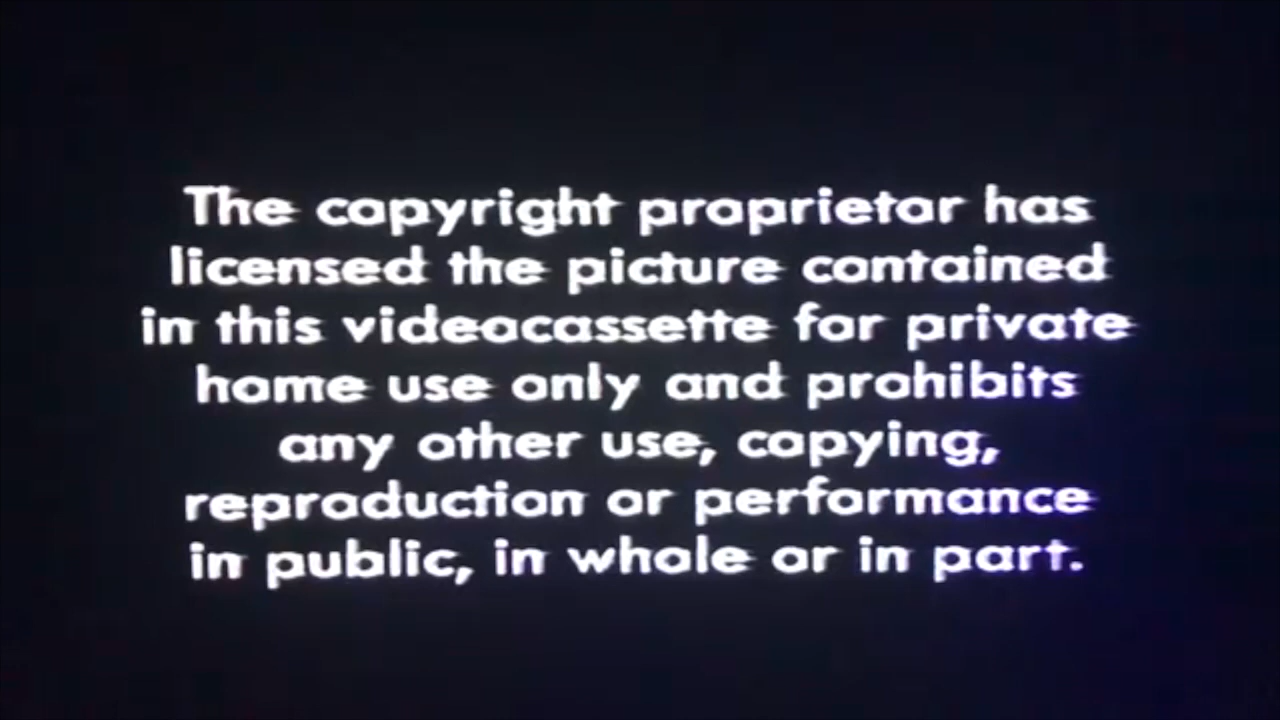 The copyright proprietor has
licensed the picture contained
in this videocassette for private
home use only and prohibits
any other use, copying,
reproduction or performance
in public, in whole or in part.